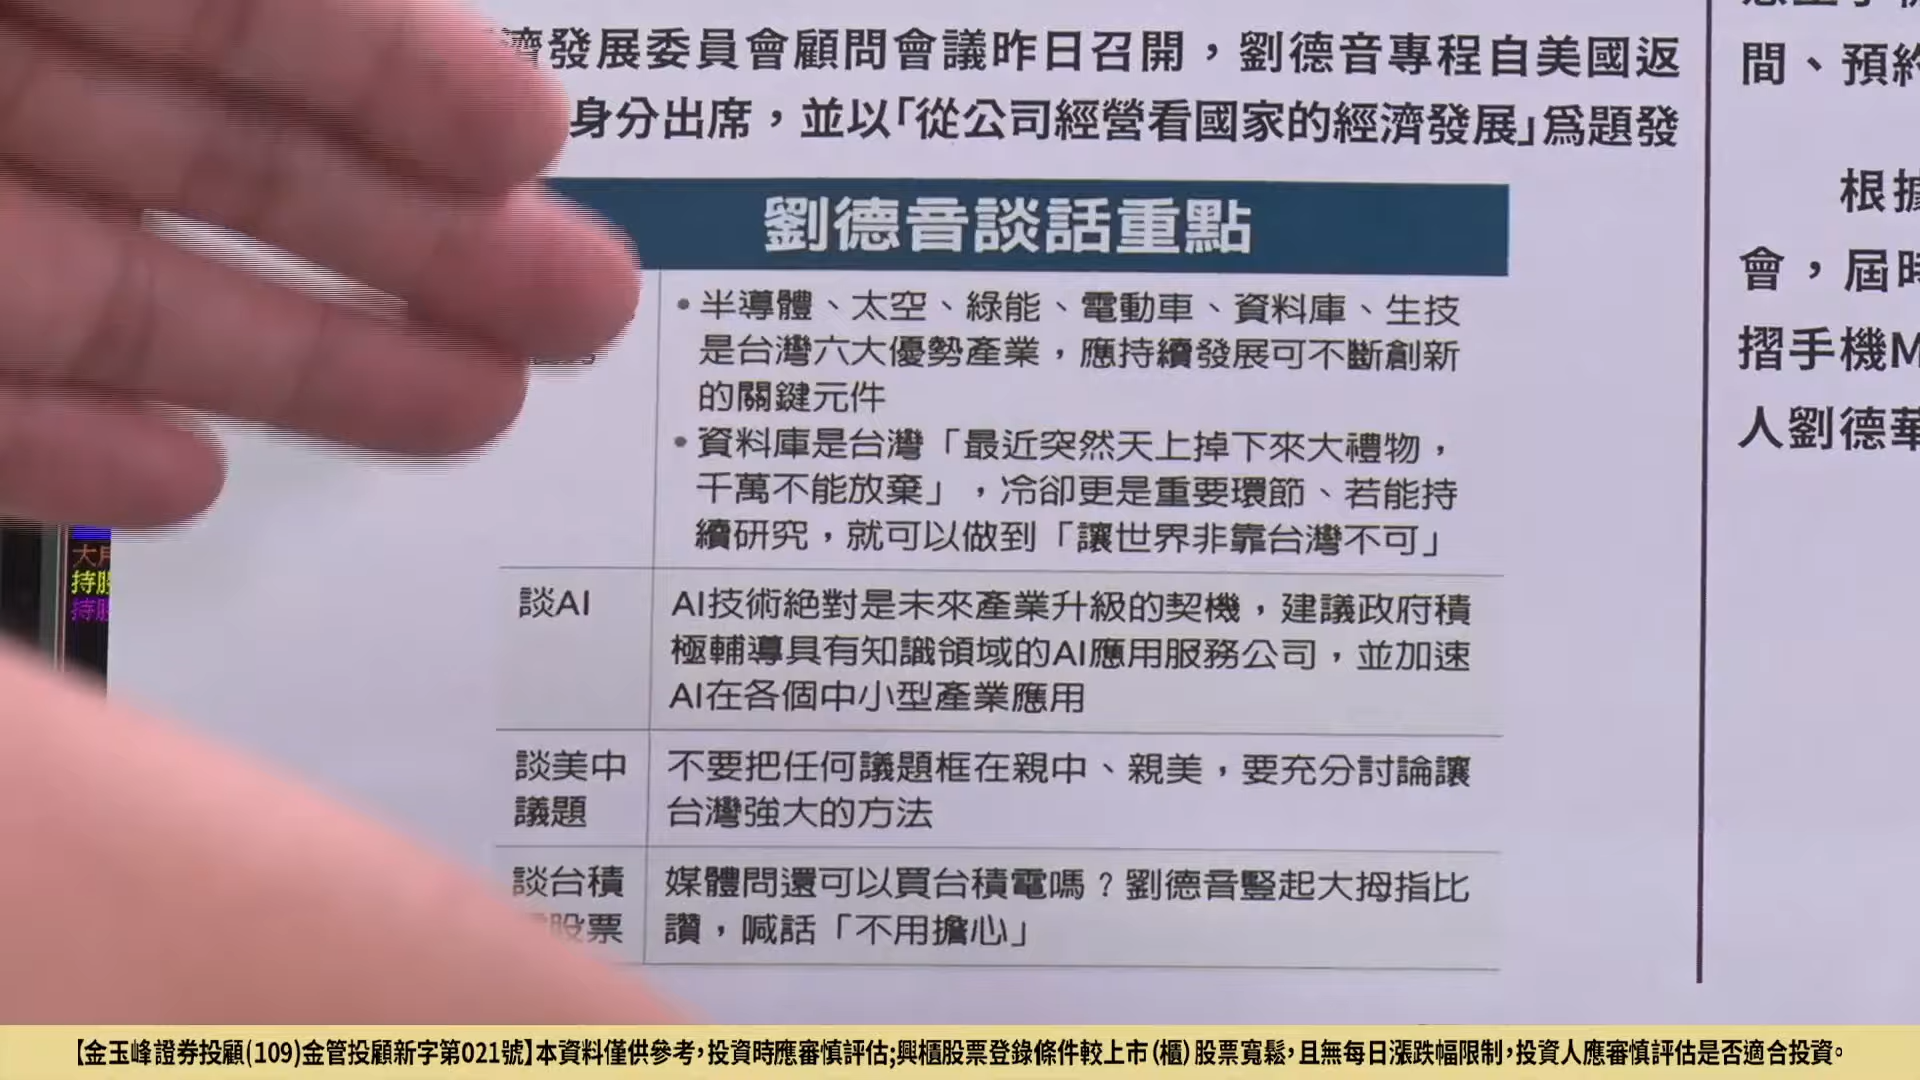 濟發展委員會顧問會議昨日召開，劉德音專程自美國返
身分出席，並以「從公司經營看國家的經濟發展」為題發
劉德音談話重點
•半導體、太空、綠能、電動車、資料庫、生技
是台灣六大優勢產業，應持續發展可不斷創新
的關鍵元件
•資料庫是台灣「最近突然天上掉下來大禮物，
千萬不能放棄」，冷卻更是重要環節、若能持
續研究，就可以做到「讓世界非靠台灣不可」
談AI
AI技術絕對是未來產業升級的契機，建議政府積
極輔導具有知識領域的AI應用服務公司，並加速
AI在各個中小型產業應用
談美中
議題
不要把任何議題框在親中、親美，要充分討論讓
台灣強大的方法
談台積
股票
媒體問還可以買台積電嗎？劉德音豎起大拇指比
讚，喊話「不用擔心」
間、預約
根據
會，屆時
摺手機M
人劉德華
大
持股
持股
【金玉峰證券投顧(109)金管投顧新字第021號】本資料僅供參考，投資時應審慎評估；興櫃股票登錄條件較上市（櫃）股票寬鬆，且無每日漲跌幅限制，投資人應審慎評估是否適合投資。